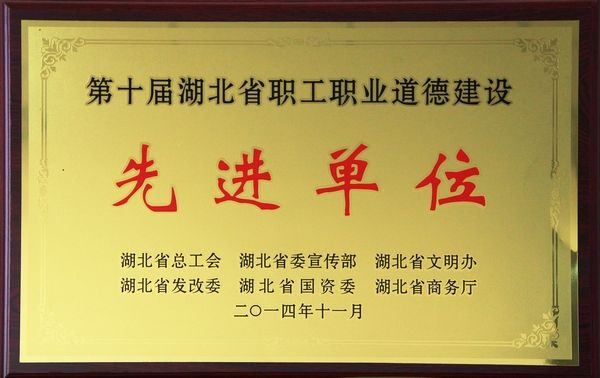 第十届湖北省职工职业道德建设
先进单位
湖北省总工会 湖北省委宣传部 湖北省文明办
湖北省发改委 湖北省国资委 湖北省商务厅
二〇一四年十一月